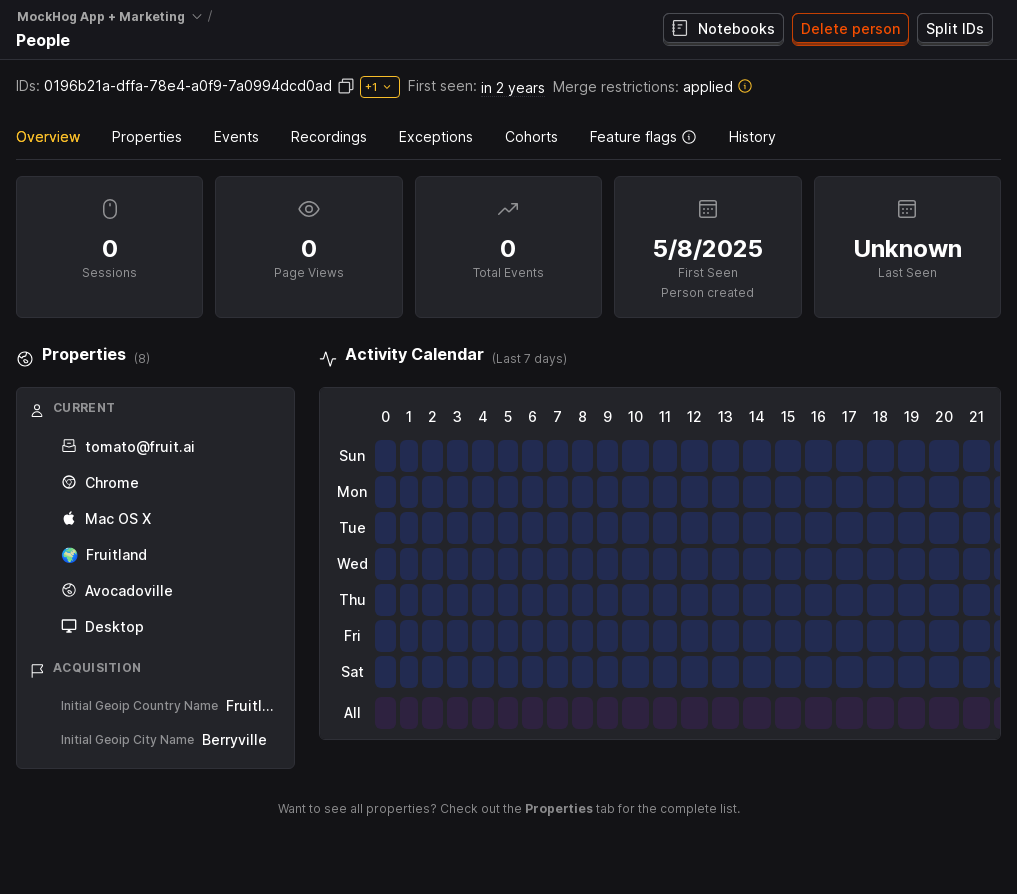 MockHog App + Marketing /
People
Notebooks
Delete person
Split IDs
IDs: 0196b21a-dffa-78e4-a0f9-7a0994dcd0ad +1 First seen: in 2 years Merge restrictions: applied
Overview Properties Events Recordings Exceptions Cohorts Feature flags History
0
Sessions
0
Page Views
0
Total Events
5/8/2025
First Seen
Person created
Unknown
Last Seen
Properties (8)
CURRENT
tomato@fruit.ai
Chrome
Mac OS X
Fruitland
Avocadoville
Desktop
ACQUISITION
Initial Geoip Country Name Fruitl...
Initial Geoip City Name Berryville
Activity Calendar (Last 7 days)
0 1 2 3 4 5 6 7 8 9 10 11 12 13 14 15 16 17 18 19 20 21
Sun
Mon
Tue
Wed
Thu
Fri
Sat
All
Want to see all properties? Check out the Properties tab for the complete list.